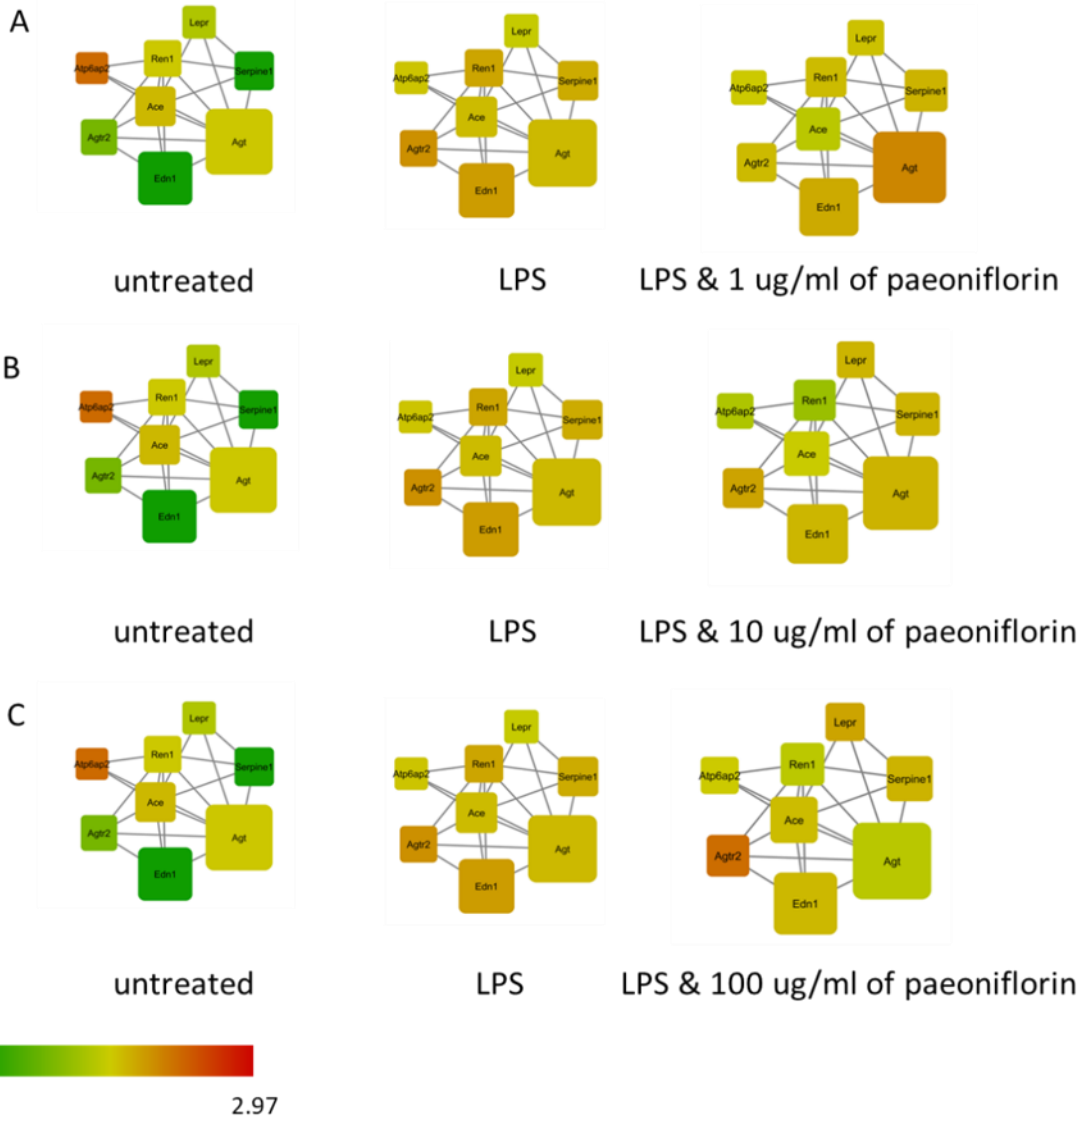 A
Lepr
Atp6ap2
Ren1
Serpine1
Ace
Agtr2
Agt
Edn1
untreated
Lepr
Atp6ap2
Ren1
Serpine1
Ace
Agtr2
Agt
Edn1
LPS
Lepr
Atp6ap2
Ren1
Serpine1
Ace
Agtr2
Agt
Edn1
LPS & 1 ug/ml of paeoniflorin
B
Lepr
Atp6ap2
Ren1
Serpine1
Ace
Agtr2
Agt
Edn1
untreated
Lepr
Atp6ap2
Ren1
Serpine1
Ace
Agtr2
Agt
Edn1
LPS
Lepr
Atp6ap2
Ren1
Serpine1
Ace
Agtr2
Agt
Edn1
LPS & 10 ug/ml of paeoniflorin
C
Lepr
Atp6ap2
Ren1
Serpine1
Ace
Agtr2
Agt
Edn1
untreated
Lepr
Atp6ap2
Ren1
Serpine1
Ace
Agtr2
Agt
Edn1
LPS
Lepr
Atp6ap2
Ren1
Serpine1
Ace
Agtr2
Agt
Edn1
LPS & 100 ug/ml of paeoniflorin
2.97